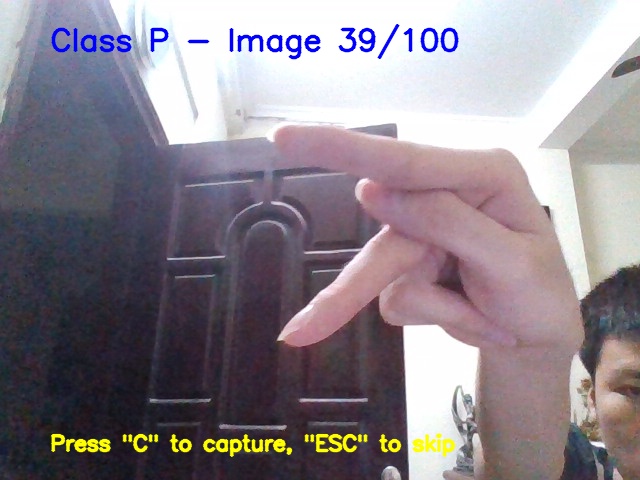 Class P - Image 39/100
Press "C" to capture, "ESC" to skip